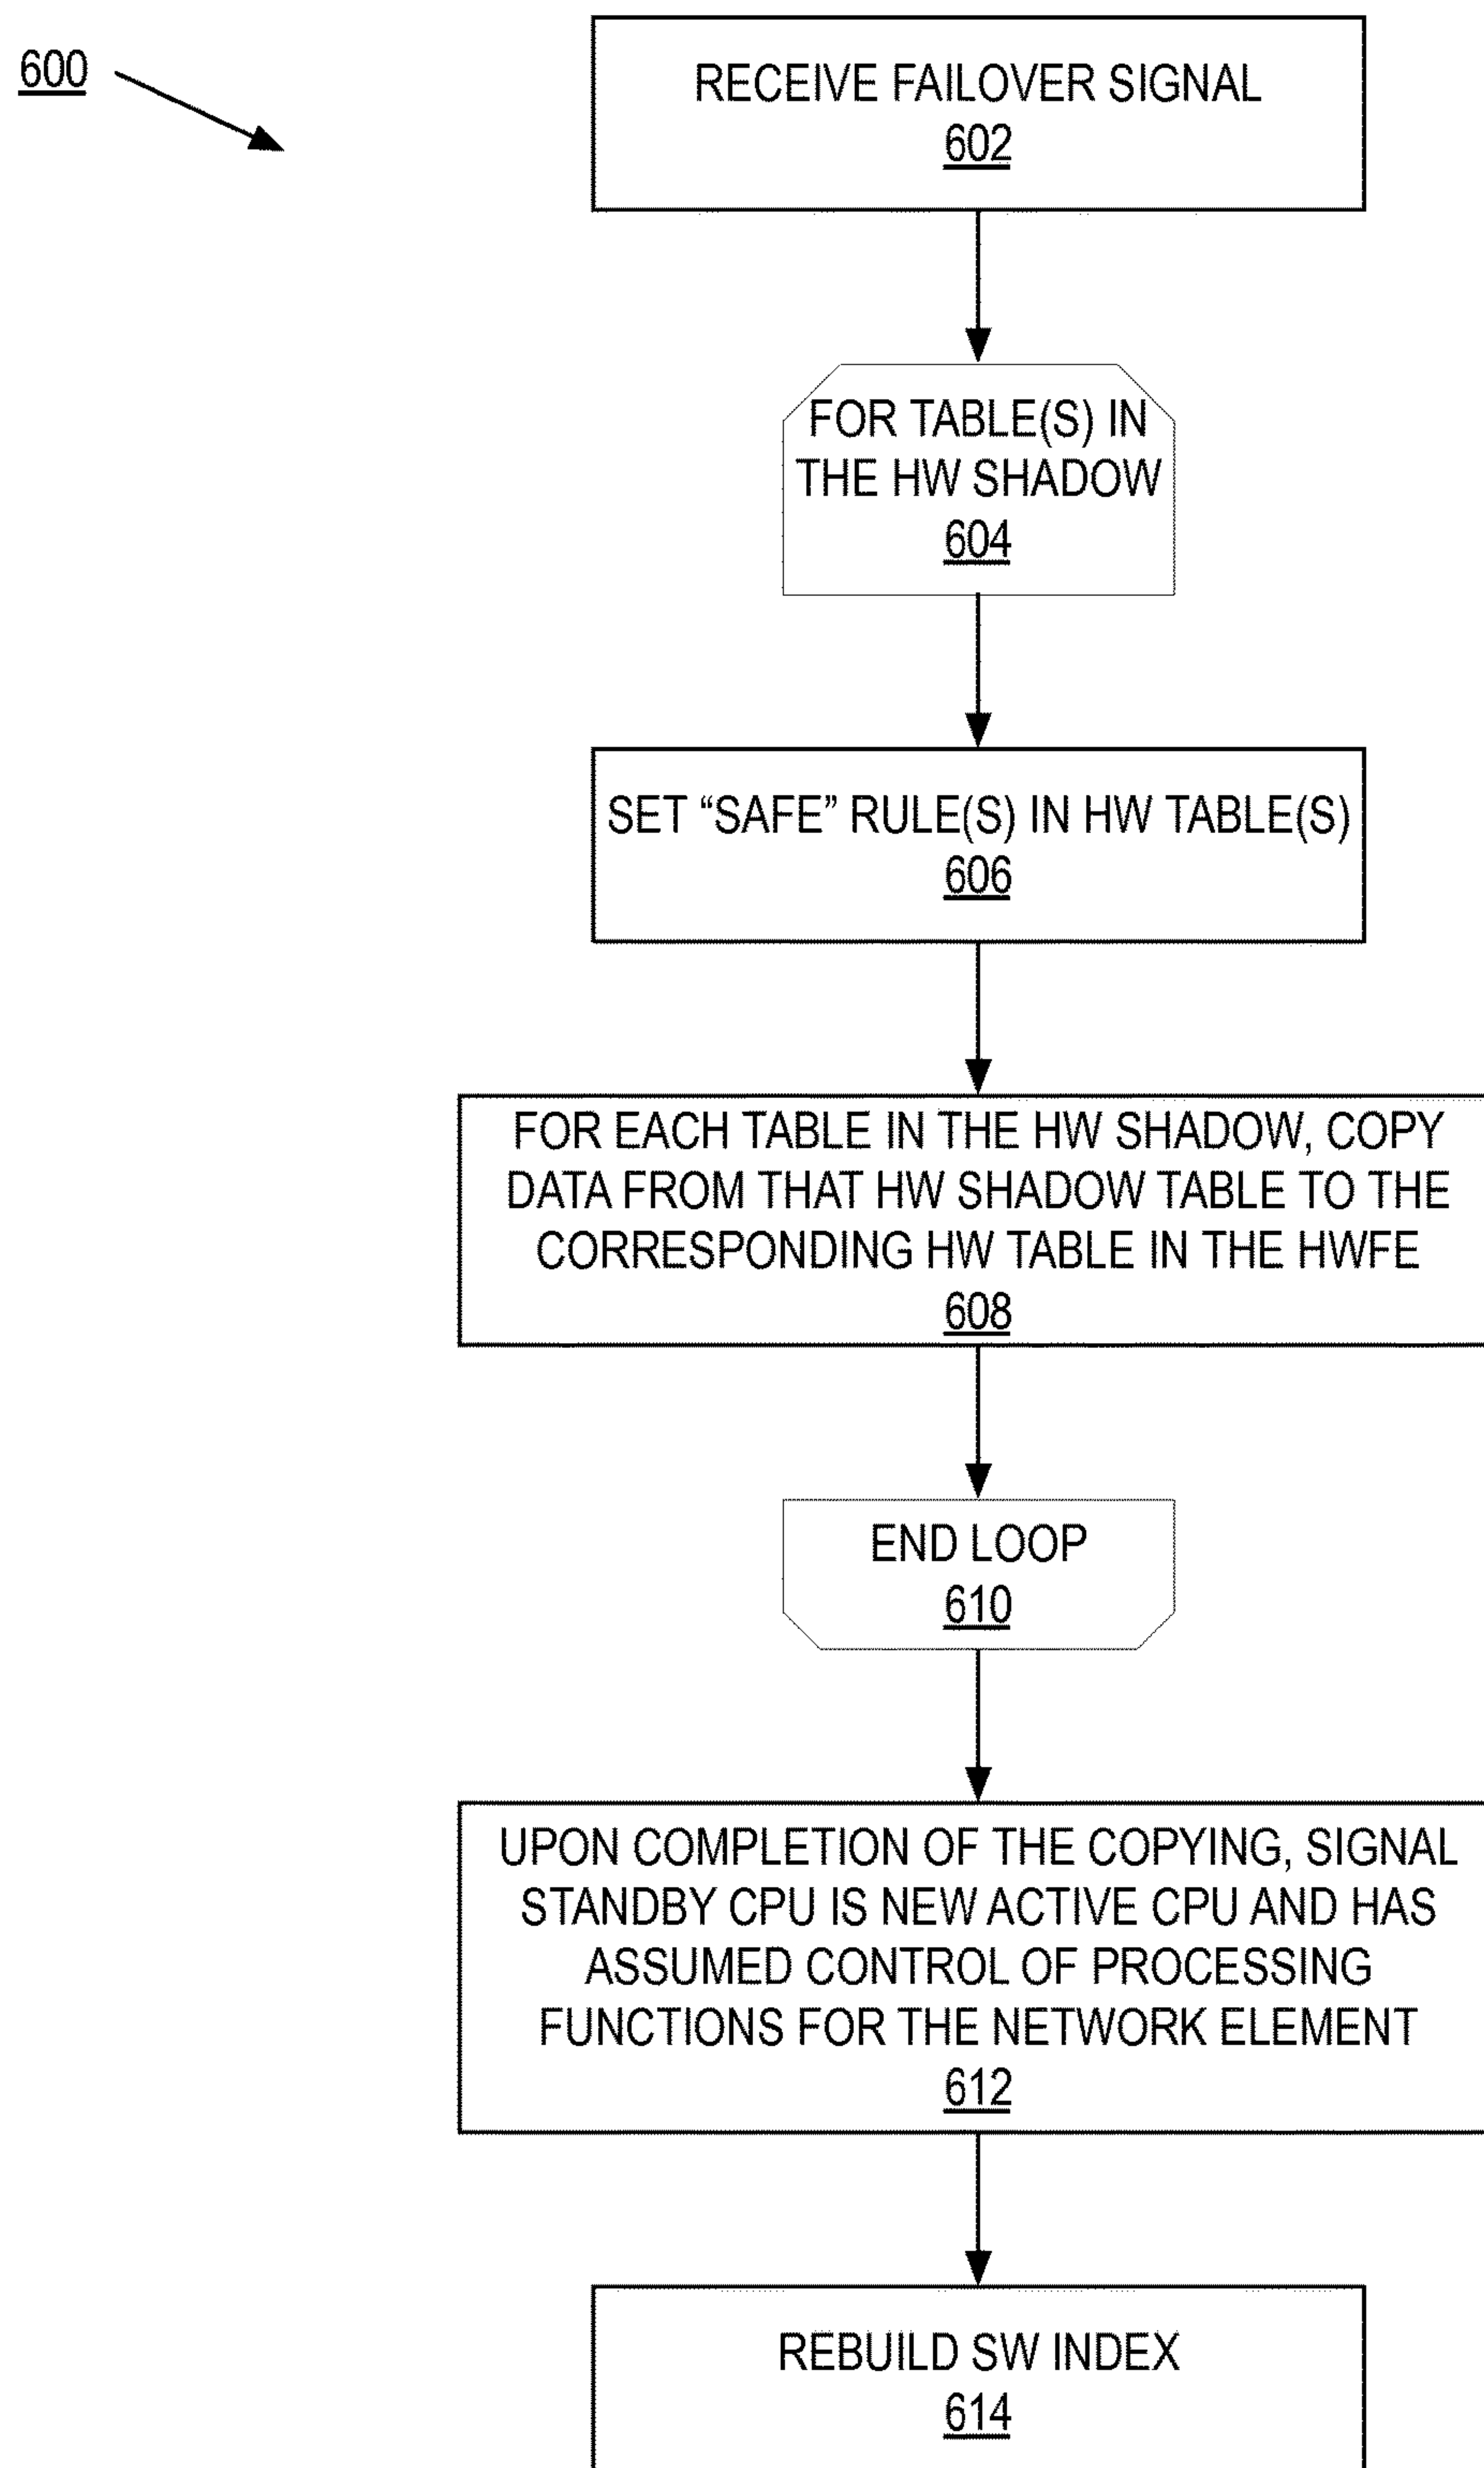 600
RECEIVE FAILOVER SIGNAL
602
FOR TABLE(S) IN
THE HW SHADOW
604
SET “SAFE” RULE(S) IN HW TABLE(S)
606
FOR EACH TABLE IN THE HW SHADOW, COPY
DATA FROM THAT HW SHADOW TABLE TO THE
CORRESPONDING HW TABLE IN THE HWFE
608
END LOOP
610
UPON COMPLETION OF THE COPYING, SIGNAL
STANDBY CPU IS NEW ACTIVE CPU AND HAS
ASSUMED CONTROL OF PROCESSING
FUNCTIONS FOR THE NETWORK ELEMENT
612
REBUILD SW INDEX
614